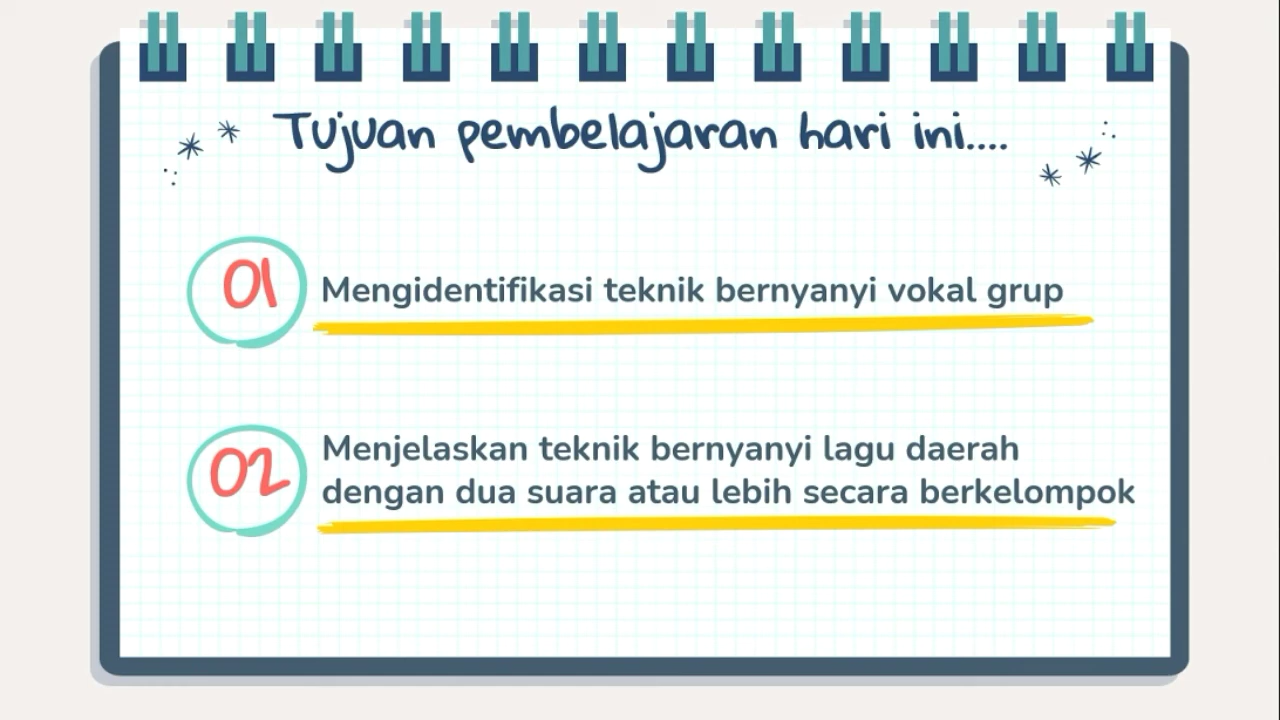 Tujuan pembelajaran hari ini....
01
Mengidentifikasi teknik bernyanyi vokal grup
02
Menjelaskan teknik bernyanyi lagu daerah
dengan dua suara atau lebih secara berkelompok